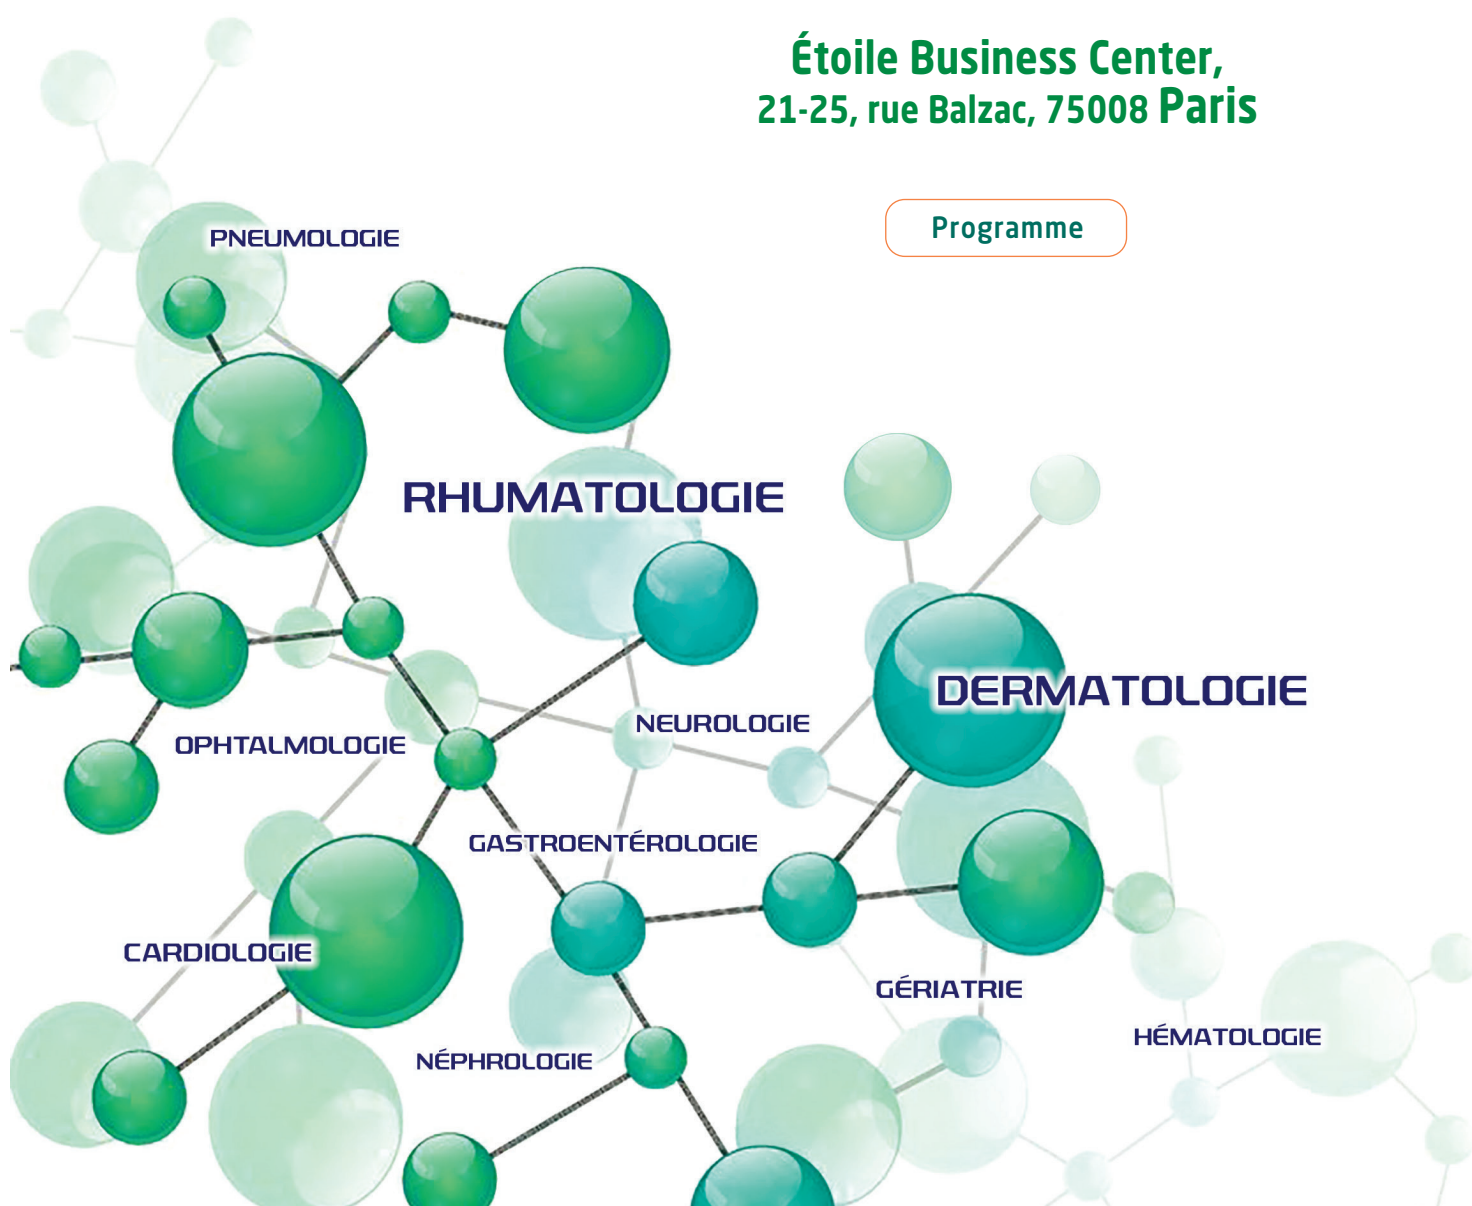 Étoile Business Center,
21-25, rue Balzac, 75008 Paris
Programme
PNEUMOLOGIE
RHUMATOLOGIE
DERMATOLOGIE
NEUROLOGIE
OPHTALMOLOGIE
GASTROENTÉROLOGIE
CARDIOLOGIE
GÉRIATRIE
HÉMATOLOGIE
NÉPHROLOGIE